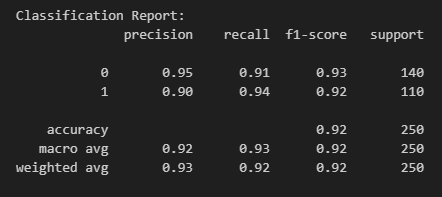 Classification Report:
precision recall f1-score support
0 0.95 0.91 0.93 140
1 0.90 0.94 0.92 110
accuracy 0.92 250
macro avg 0.92 0.93 0.92 250
weighted avg 0.93 0.92 0.92 250